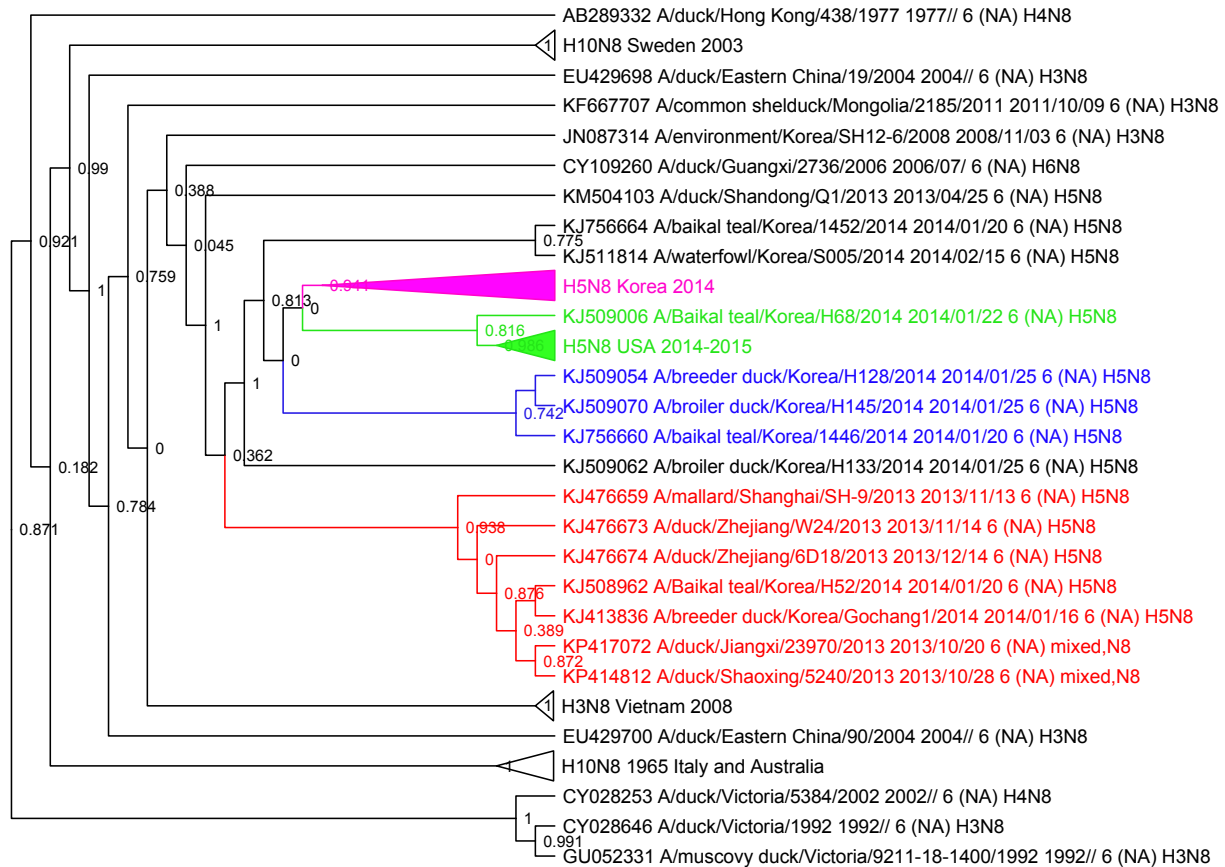 AB289332 A/duck/Hong Kong/438/1977 1977// 6 (NA) H4N8
1 H10N8 Sweden 2003
EU429698 A/duck/Eastern China/19/2004 2004// 6 (NA) H3N8
KF667707 A/common shelduck/Mongolia/2185/2011 2011/10/09 6 (NA) H3N8
JN087314 A/environment/Korea/SH12-6/2008 2008/11/03 6 (NA) H3N8
0.99 CY109260 A/duck/Guangxi/2736/2006 2006/07/ 6 (NA) H6N8
0.388 KM504103 A/duck/Shandong/Q1/2013 2013/04/25 6 (NA) H5N8
KJ756664 A/baikal teal/Korea/1452/2014 2014/01/20 6 (NA) H5N8
0.921 0.045 0.775
KJ511814 A/waterfowl/Korea/S005/2014 2014/02/15 6 (NA) H5N8
0.759
1 0.944 H5N8 Korea 2014
0.813 0
KJ509006 A/Baikal teal/Korea/H68/2014 2014/01/22 6 (NA) H5N8
1 0.816
0.986 H5N8 USA 2014-2015
0
KJ509054 A/breeder duck/Korea/H128/2014 2014/01/25 6 (NA) H5N8
1
KJ509070 A/broiler duck/Korea/H145/2014 2014/01/25 6 (NA) H5N8
0.742
KJ756660 A/baikal teal/Korea/1446/2014 2014/01/20 6 (NA) H5N8
0 0.362
0.182 KJ509062 A/broiler duck/Korea/H133/2014 2014/01/25 6 (NA) H5N8
KJ476659 A/mallard/Shanghai/SH-9/2013 2013/11/13 6 (NA) H5N8
0.784
0.871 0.938 KJ476673 A/duck/Zhejiang/W24/2013 2013/11/14 6 (NA) H5N8
0 KJ476674 A/duck/Zhejiang/6D18/2013 2013/12/14 6 (NA) H5N8
0.876 KJ508962 A/Baikal teal/Korea/H52/2014 2014/01/20 6 (NA) H5N8
KJ413836 A/breeder duck/Korea/Gochang1/2014 2014/01/16 6 (NA) H5N8
0.389
KP417072 A/duck/Jiangxi/23970/2013 2013/10/20 6 (NA) mixed,N8
0.872
KP414812 A/duck/Shaoxing/5240/2013 2013/10/28 6 (NA) mixed,N8
1 H3N8 Vietnam 2008
EU429700 A/duck/Eastern China/90/2004 2004// 6 (NA) H3N8
1 H10N8 1965 Italy and Australia
CY028253 A/duck/Victoria/5384/2002 2002// 6 (NA) H4N8
1
CY028646 A/duck/Victoria/1992 1992// 6 (NA) H3N8
0.991
GU052331 A/muscovy duck/Victoria/9211-18-1400/1992 1992// 6 (NA) H3N8